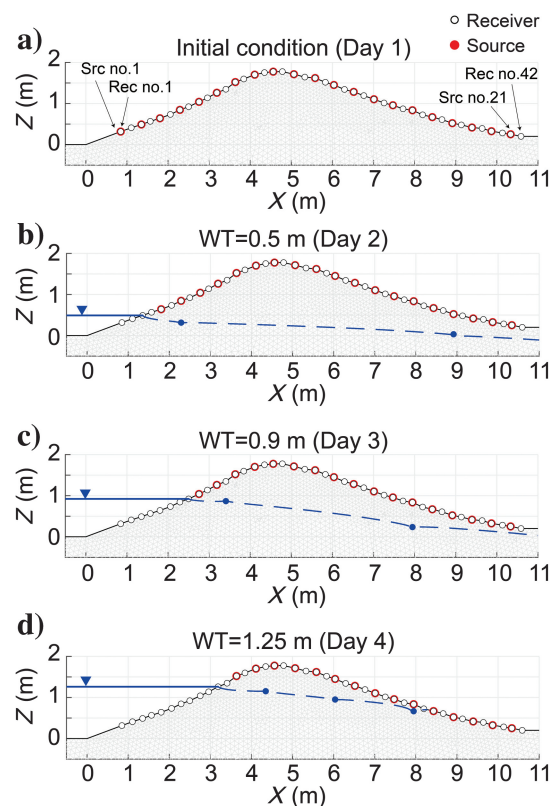 Receiver
Source
a)
Initial condition (Day 1)
Src no.1
Rec no.1
Rec no.42
Src no.21
Z (m)
2
1
0
0 1 2 3 4 5 6 7 8 9 10 11
X (m)
b)
WT=0.5 m (Day 2)
Z (m)
2
1
0
0 1 2 3 4 5 6 7 8 9 10 11
X (m)
c)
WT=0.9 m (Day 3)
Z (m)
2
1
0
0 1 2 3 4 5 6 7 8 9 10 11
X (m)
d)
WT=1.25 m (Day 4)
Z (m)
2
1
0
0 1 2 3 4 5 6 7 8 9 10 11
X (m)